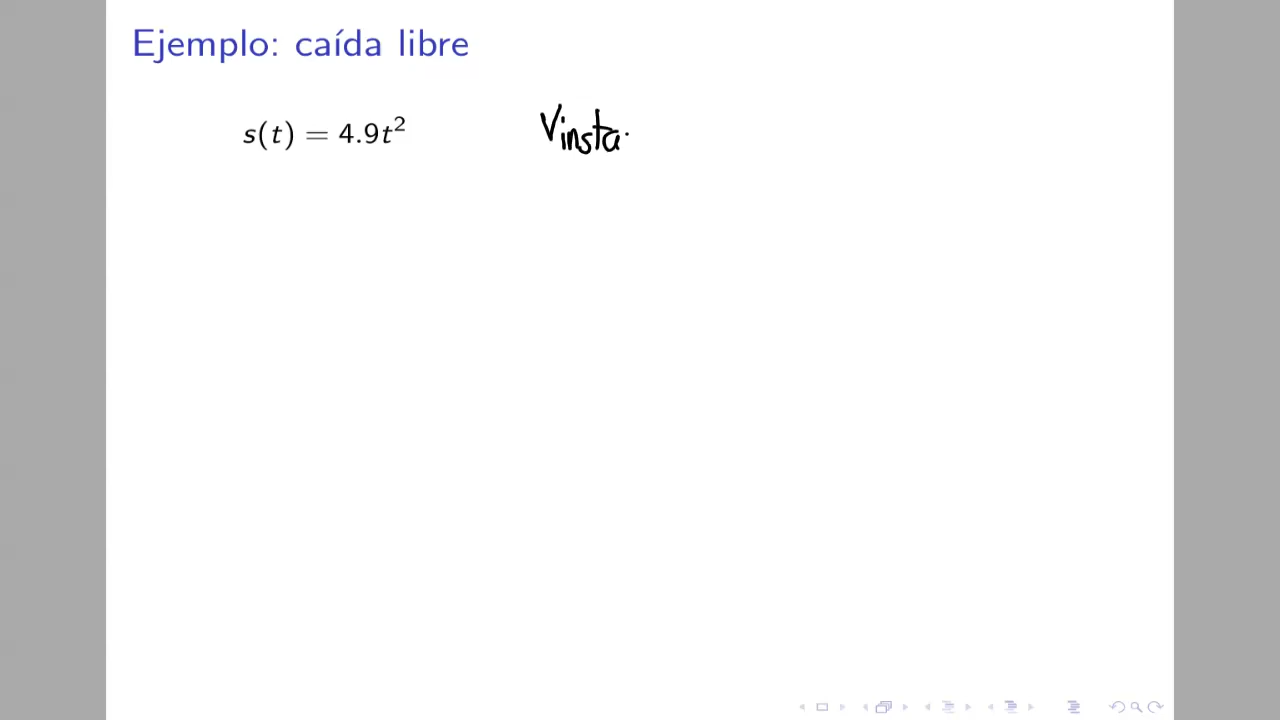 Ejemplo: caída libre
s(t) = 4.9t² Vinsta.